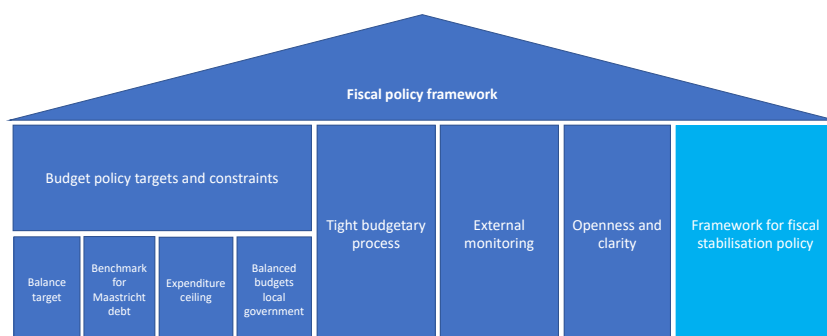 Fiscal policy framework
Budget policy targets and constraints
Tight budgetary
process
External
monitoring
Openness and
clarity
Framework for fiscal
stabilisation policy
Balance
target
Benchmark
for
Maastricht
debt
Expenditure
ceiling
Balanced
budgets
local
government